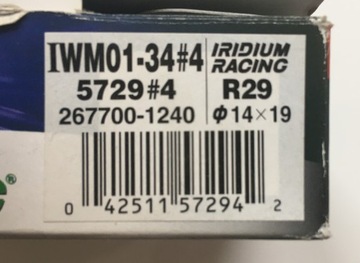 IWM01-34#4 IRIDIUM RACING
5729#4 R29
267700-1240 Φ14×19
0 42511 57294 2